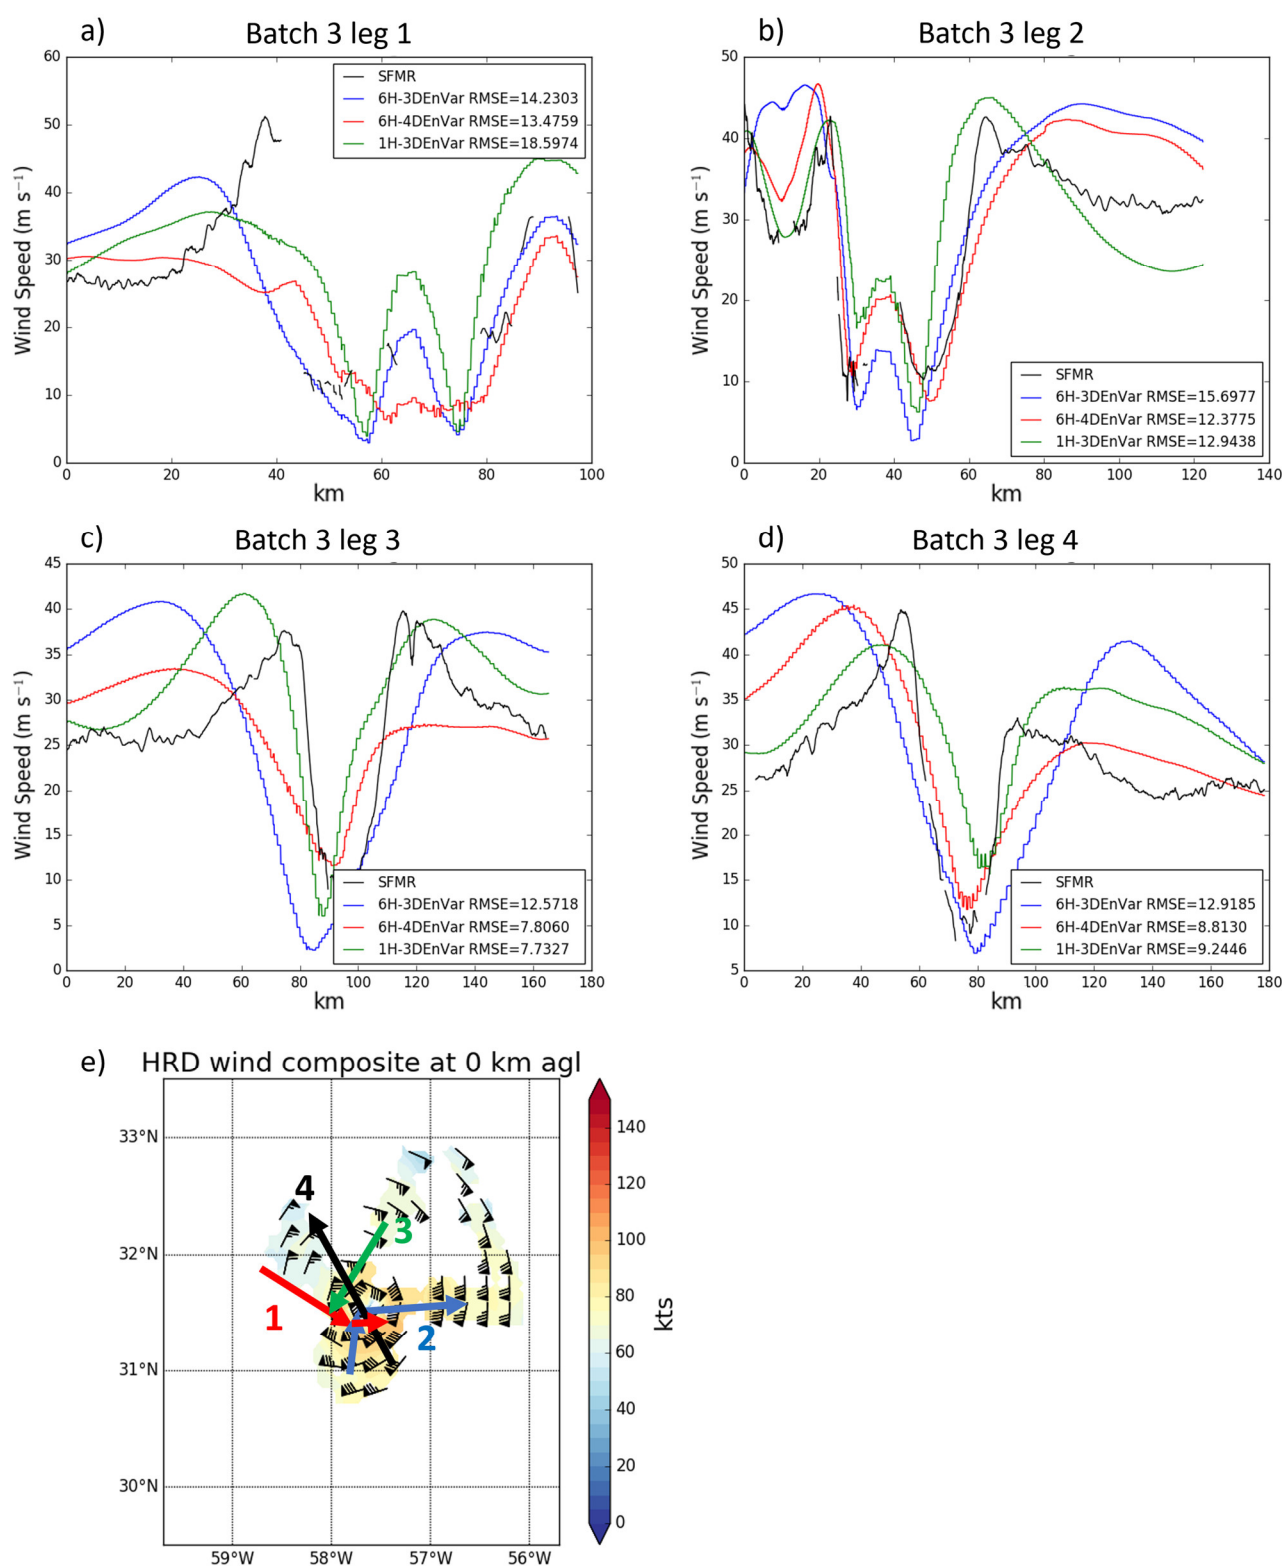 a) Batch 3 leg 1
60
50
40
30
20
10
0
Wind Speed (m s⁻¹)
SFMR
6H-3DEnVar RMSE=14.2303
6H-4DEnVar RMSE=13.4759
1H-3DEnVar RMSE=18.5974
0 20 40 60 80 100
km
b) Batch 3 leg 2
50
40
30
20
10
0
Wind Speed (m s⁻¹)
SFMR
6H-3DEnVar RMSE=15.6977
6H-4DEnVar RMSE=12.3775
1H-3DEnVar RMSE=12.9438
0 20 40 60 80 100 120 140
km
c) Batch 3 leg 3
45
40
35
30
25
20
15
10
5
0
Wind Speed (m s⁻¹)
SFMR
6H-3DEnVar RMSE=12.5718
6H-4DEnVar RMSE=7.8060
1H-3DEnVar RMSE=7.7327
0 20 40 60 80 100 120 140 160 180
km
d) Batch 3 leg 4
50
45
40
35
30
25
20
15
10
5
Wind Speed (m s⁻¹)
SFMR
6H-3DEnVar RMSE=12.9185
6H-4DEnVar RMSE=8.8130
1H-3DEnVar RMSE=9.2446
0 20 40 60 80 100 120 140 160 180
km
e) HRD wind composite at 0 km agl
33°N
32°N
31°N
30°N
4
3
1
2
59°W 58°W 57°W 56°W
140
120
100
80
60
40
20
0
kts